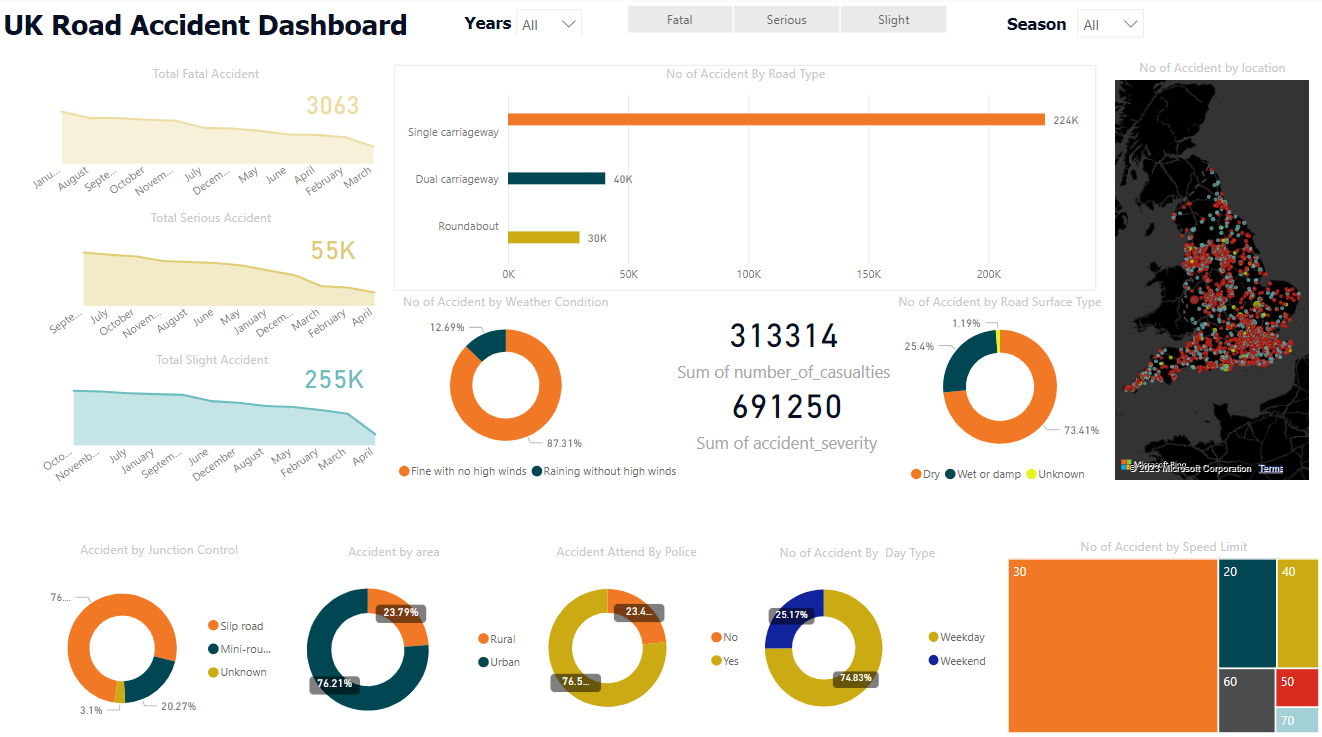 UK Road Accident Dashboard
Years
All
Fatal
Serious
Slight
Season
All
Total Fatal Accident
3063
Janu...
August
Septe...
October
Novem...
July
Decem...
May
June
April
February
March
Total Serious Accident
55K
Septe...
July
October
Novem...
August
June
May
January
Decem...
March
February
April
Total Slight Accident
255K
Octo...
Novemb...
July
January
Septem...
June
December
August
May
February
March
April
No of Accident By Road Type
Single carriageway
224K
Dual carriageway
40K
Roundabout
30K
0K
50K
100K
150K
200K
No of Accident by Weather Condition
12.69%
87.31%
Fine with no high winds
Raining without high winds
313314
Sum of number_of_casualties
691250
Sum of accident_severity
No of Accident by Road Surface Type
1.19%
25.4%
73.41%
Dry
Wet or damp
Unknown
No of Accident by location
Microsoft Bing
© 2023 Microsoft Corporation
Terms
Accident by Junction Control
76....
3.1%
20.27%
Slip road
Mini-rou...
Unknown
Accident by area
23.79%
76.21%
Rural
Urban
Accident Attend By Police
23.4...
76.5...
No
Yes
No of Accident By Day Type
25.17%
74.83%
Weekday
Weekend
No of Accident by Speed Limit
30
20
40
60
50
70